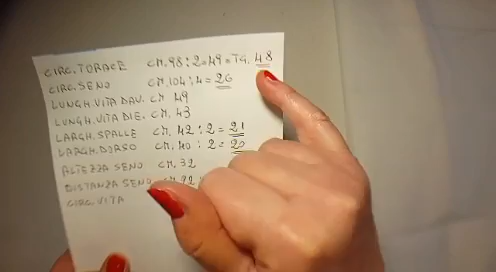 CIRC. TORACE CM. 98 : 2 = 49 = TG. 48
CIRC. SENO CM. 104 : 4 = 26
LUNGH. VITA DAV. CM 49
LUNGH. VITA DIE. CM. 43
LARGH. SPALLE CM. 42 : 2 = 21
LARGH. DORSO CM. 40 : 2 = 20
ALTEZZA SENO CM. 32
DISTANZA SENO CM. 22
CIRC. VITA